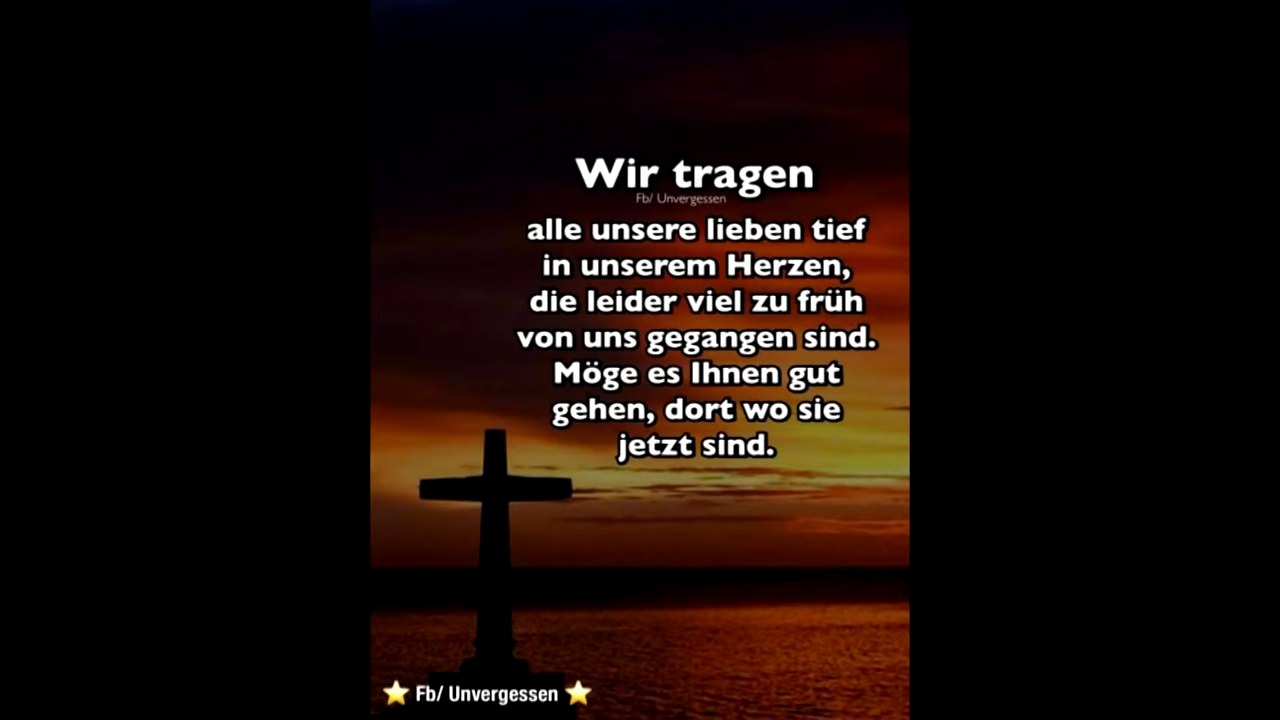 Wir tragen
Fb/ Unvergessen
alle unsere lieben tief
in unserem Herzen,
die leider viel zu früh
von uns gegangen sind.
Möge es Ihnen gut
gehen, dort wo sie
jetzt sind.
⭐ Fb/ Unvergessen ⭐